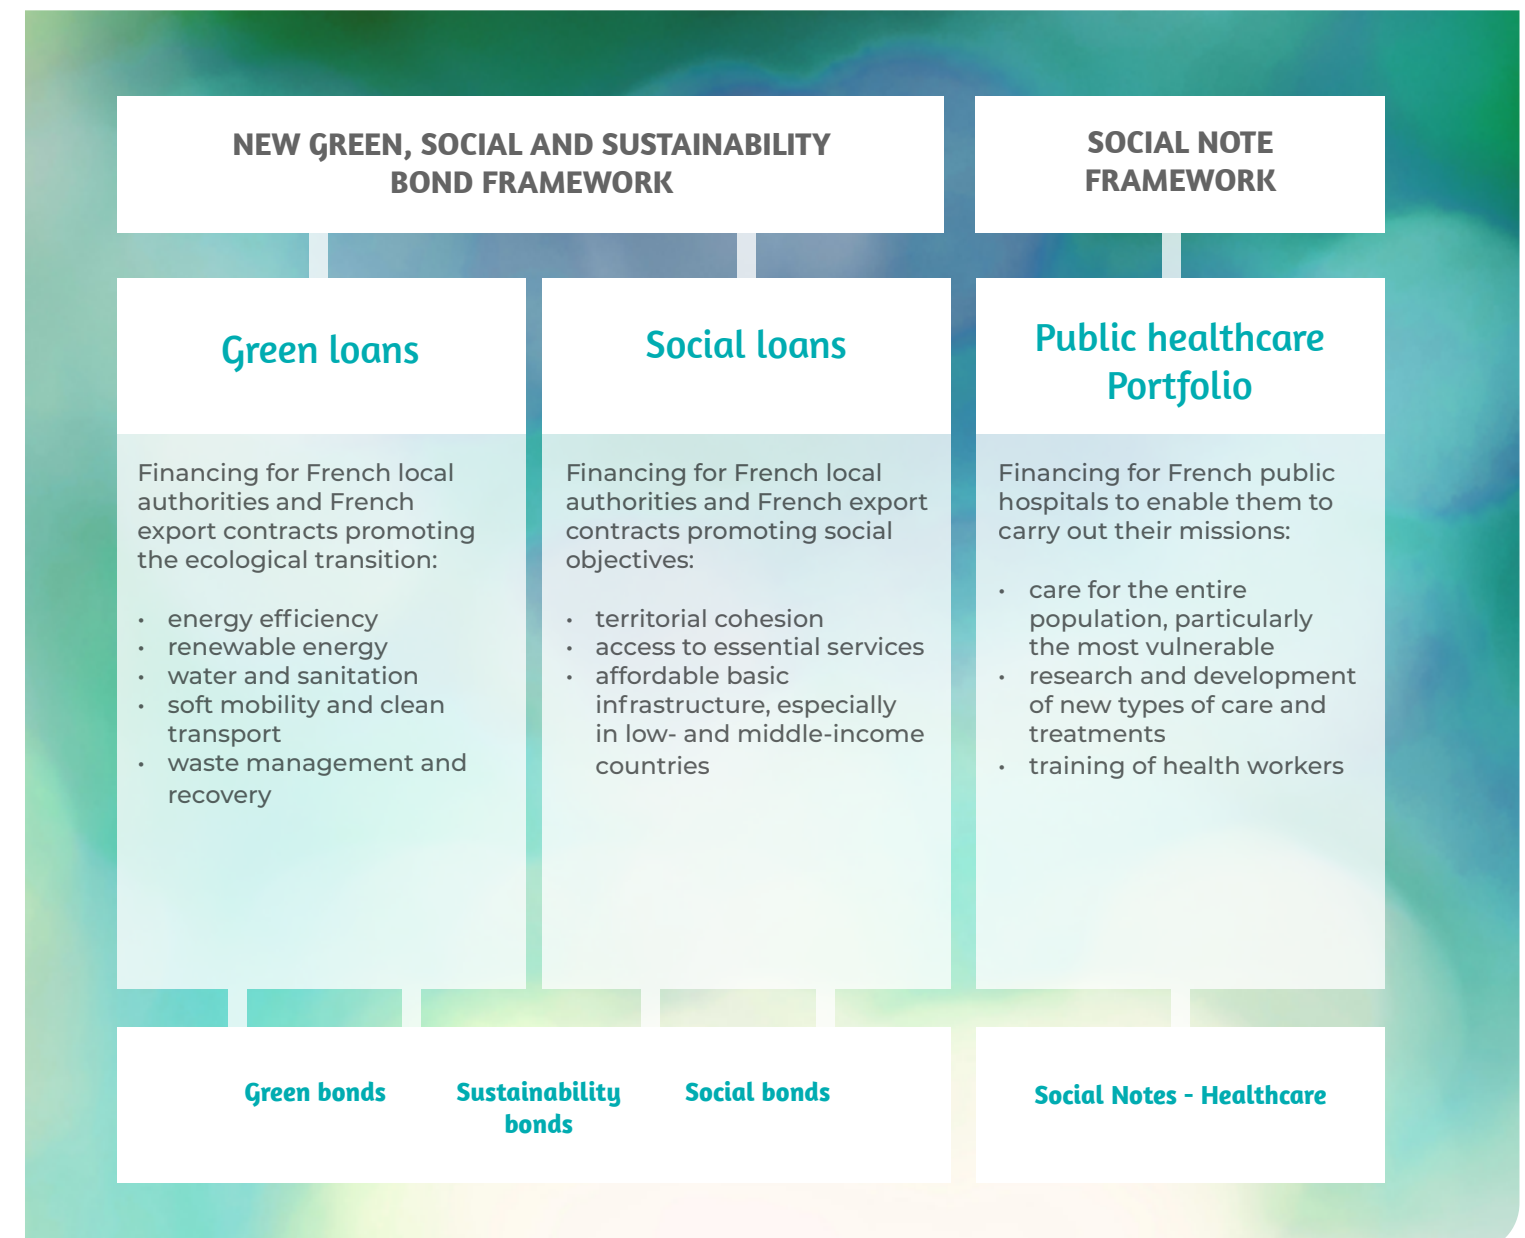 NEW GREEN, SOCIAL AND SUSTAINABILITY
BOND FRAMEWORK
SOCIAL NOTE
FRAMEWORK
Green loans
Financing for French local
authorities and French
export contracts promoting
the ecological transition:
• energy efficiency
• renewable energy
• water and sanitation
• soft mobility and clean
transport
• waste management and
recovery
Social loans
Financing for French local
authorities and French export
contracts promoting social
objectives:
• territorial cohesion
• access to essential services
• affordable basic
infrastructure, especially
in low- and middle-income
countries
Public healthcare
Portfolio
Financing for French public
hospitals to enable them to
carry out their missions:
• care for the entire
population, particularly
the most vulnerable
• research and development
of new types of care and
treatments
• training of health workers
Green bonds
Sustainability
bonds
Social bonds
Social Notes - Healthcare